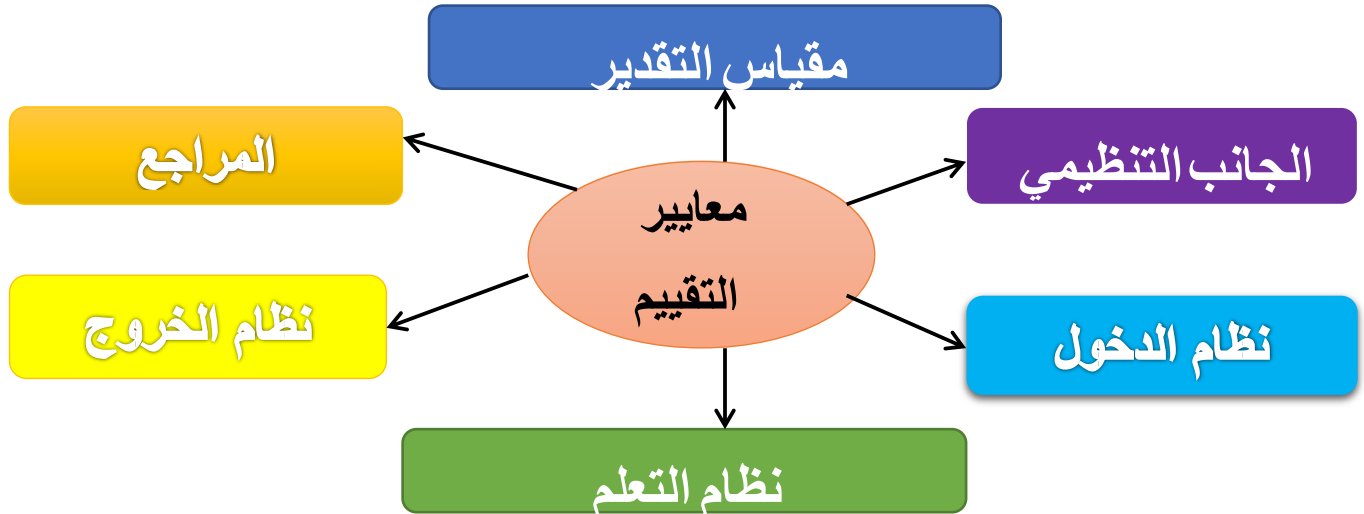 مقياس التقدير
الجانب التنظيمي
المراجع
معايير
التقييم
نظام الدخول
نظام الخروج
نظام التعلم